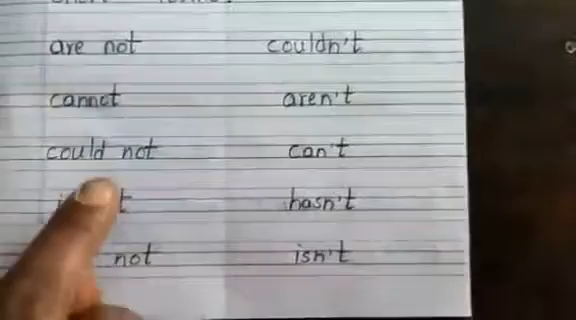 are not couldn't
cannot aren't
could not can't
hasn't
not isn't